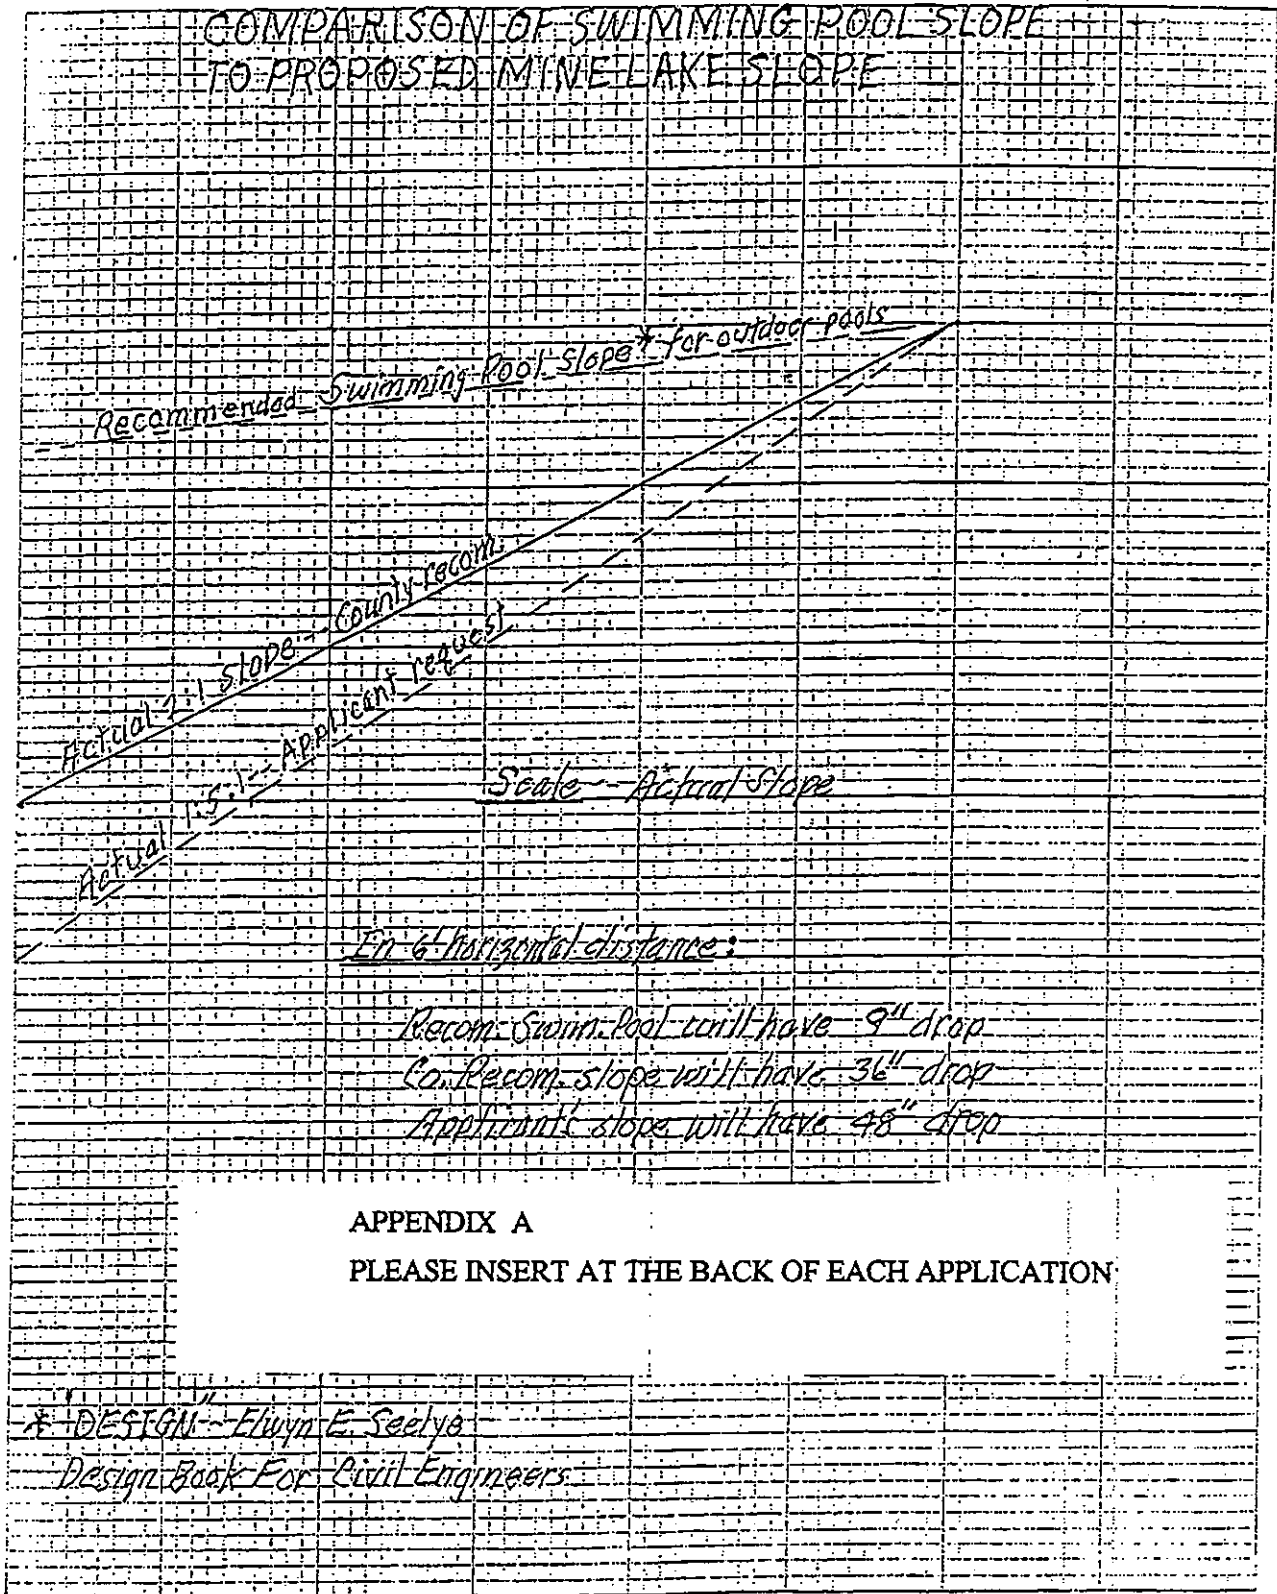 COMPARISON OF SWIMMING POOL SLOPE
TO PROPOSED MINE LAKE SLOPE
Recommended Swimming Pool Slope* for outdoor pools
Actual 2:1 slope -- County recom.
Actual 1.5:1 -- Applicant request
Scale -- Actual Slope
In 6' horizontal distance:
Recom. Swim. Pool will have 9" drop
Co. Recom. slope will have 36" drop
Applicant's slope will have 48" drop
APPENDIX A
PLEASE INSERT AT THE BACK OF EACH APPLICATION
* "DESIGN" - Elwyn E. Seelye
Design Book For Civil Engineers